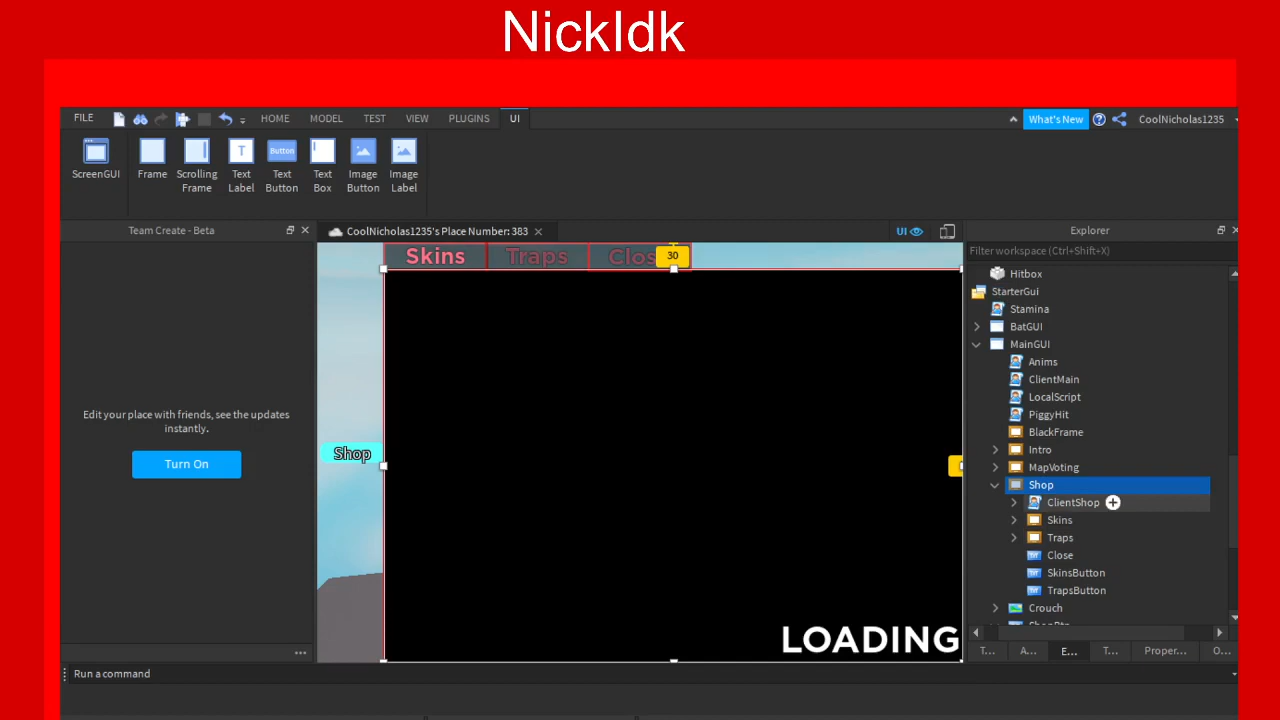 NickIdk
FILE HOME MODEL TEST VIEW PLUGINS UI What's New CoolNicholas1235
ScreenGUI Frame Scrolling Frame Text Label Button Text Button Text Box Image Button Image Label
Team Create - Beta
CoolNicholas1235's Place Number: 383
UI
Explorer
Filter workspace (Ctrl+Shift+X)
Skins Traps Clos 30
Edit your place with friends, see the updates
instantly.
Turn On
Shop
LOADING
Hitbox
StarterGui
Stamina
BatGUI
MainGUI
Anims
ClientMain
LocalScript
PiggyHit
BlackFrame
Intro
MapVoting
Shop
ClientShop
Skins
Traps
Close
SkinsButton
TrapsButton
Crouch
ShopBtn
T... A... E... T... Proper... O...
Run a command